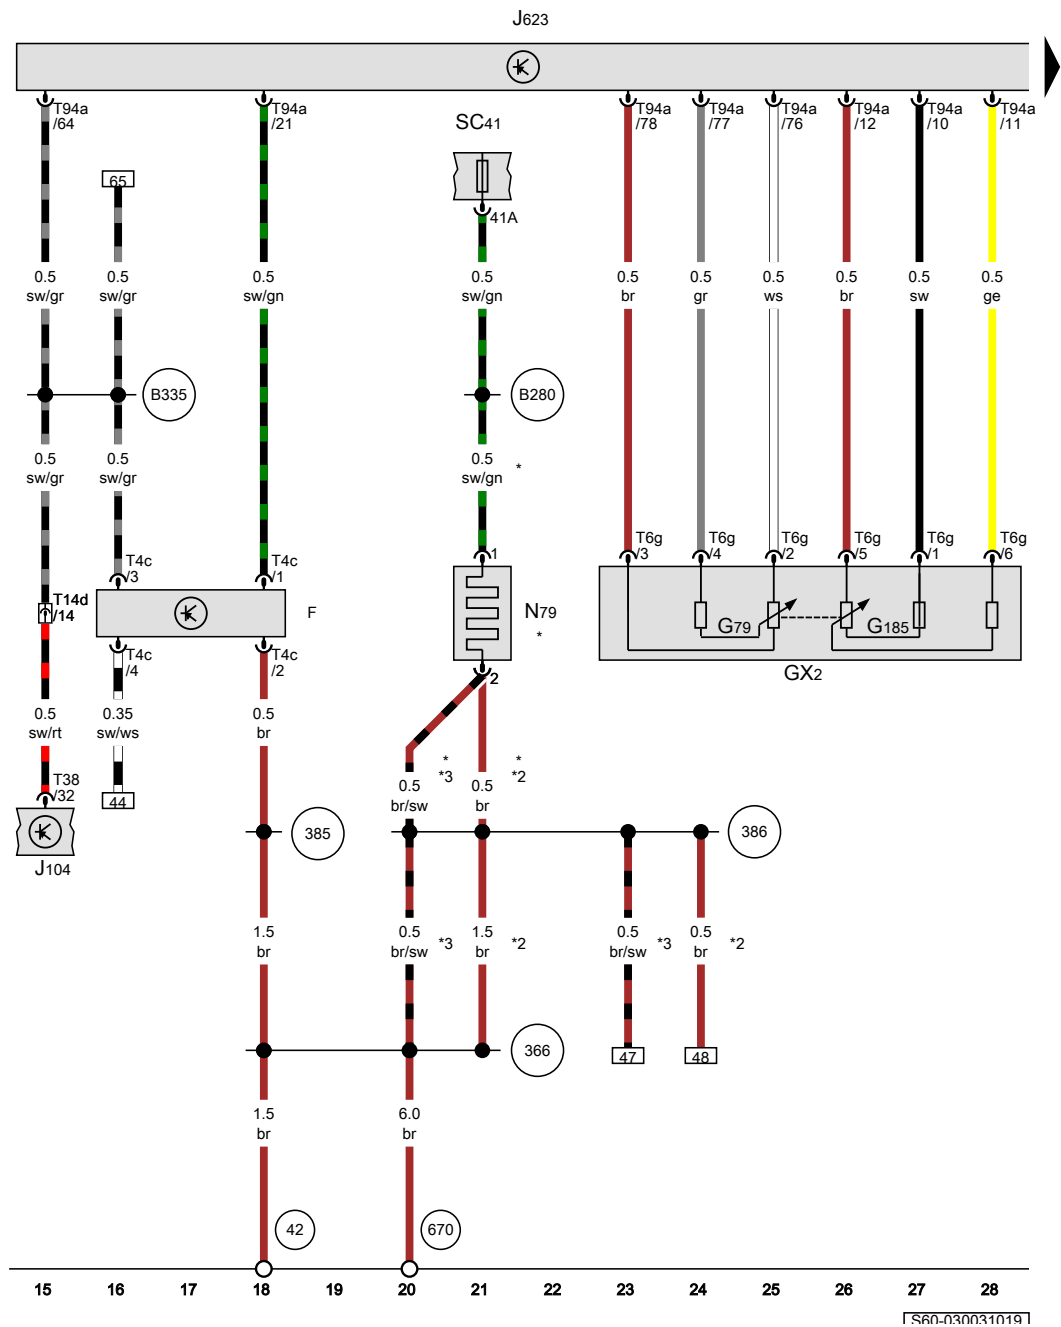 J623
T94a
/64
T94a
/21
SC41
T94a
/78
T94a
/77
T94a
/76
T94a
/12
T94a
/10
T94a
/11
65
41A
0.5
sw/gr
0.5
sw/gr
0.5
sw/gn
0.5
sw/gn
0.5
br
0.5
gr
0.5
ws
0.5
br
0.5
sw
0.5
ge
B335
B280
0.5
sw/gr
0.5
sw/gr
0.5
sw/gn
*
T4c
/3
T4c
/1
1
T6g
/3
T6g
/4
T6g
/2
T6g
/5
T6g
/1
T6g
/6
T14d
/14
F
N79
*
G79
G185
T4c
/4
T4c
/2
2
GX2
0.5
sw/rt
0.35
sw/ws
0.5
br
*
*3
*
*2
T38
/32
44
0.5
br/sw
0.5
br
J104
385
386
1.5
br
0.5
br/sw
*3
1.5
br
*2
0.5
br/sw
*3
0.5
br
*2
366
47
48
1.5
br
6.0
br
42
670
15 16 17 18 19 20 21 22 23 24 25 26 27 28
S60-030031019